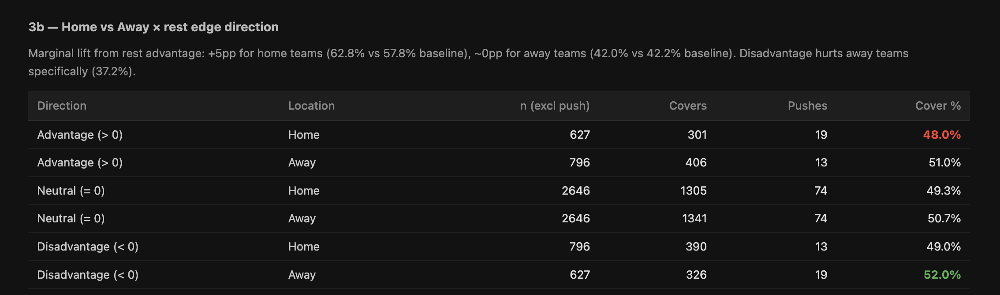 3b — Home vs Away × rest edge direction
Marginal lift from rest advantage: +5pp for home teams (62.8% vs 57.8% baseline), ~0pp for away teams (42.0% vs 42.2% baseline). Disadvantage hurts away teams
specifically (37.2%).
Direction Location n (excl push) Covers Pushes Cover %
Advantage (> 0) Home 627 301 19 48.0%
Advantage (> 0) Away 796 406 13 51.0%
Neutral (= 0) Home 2646 1305 74 49.3%
Neutral (= 0) Away 2646 1341 74 50.7%
Disadvantage (< 0) Home 796 390 13 49.0%
Disadvantage (< 0) Away 627 326 19 52.0%